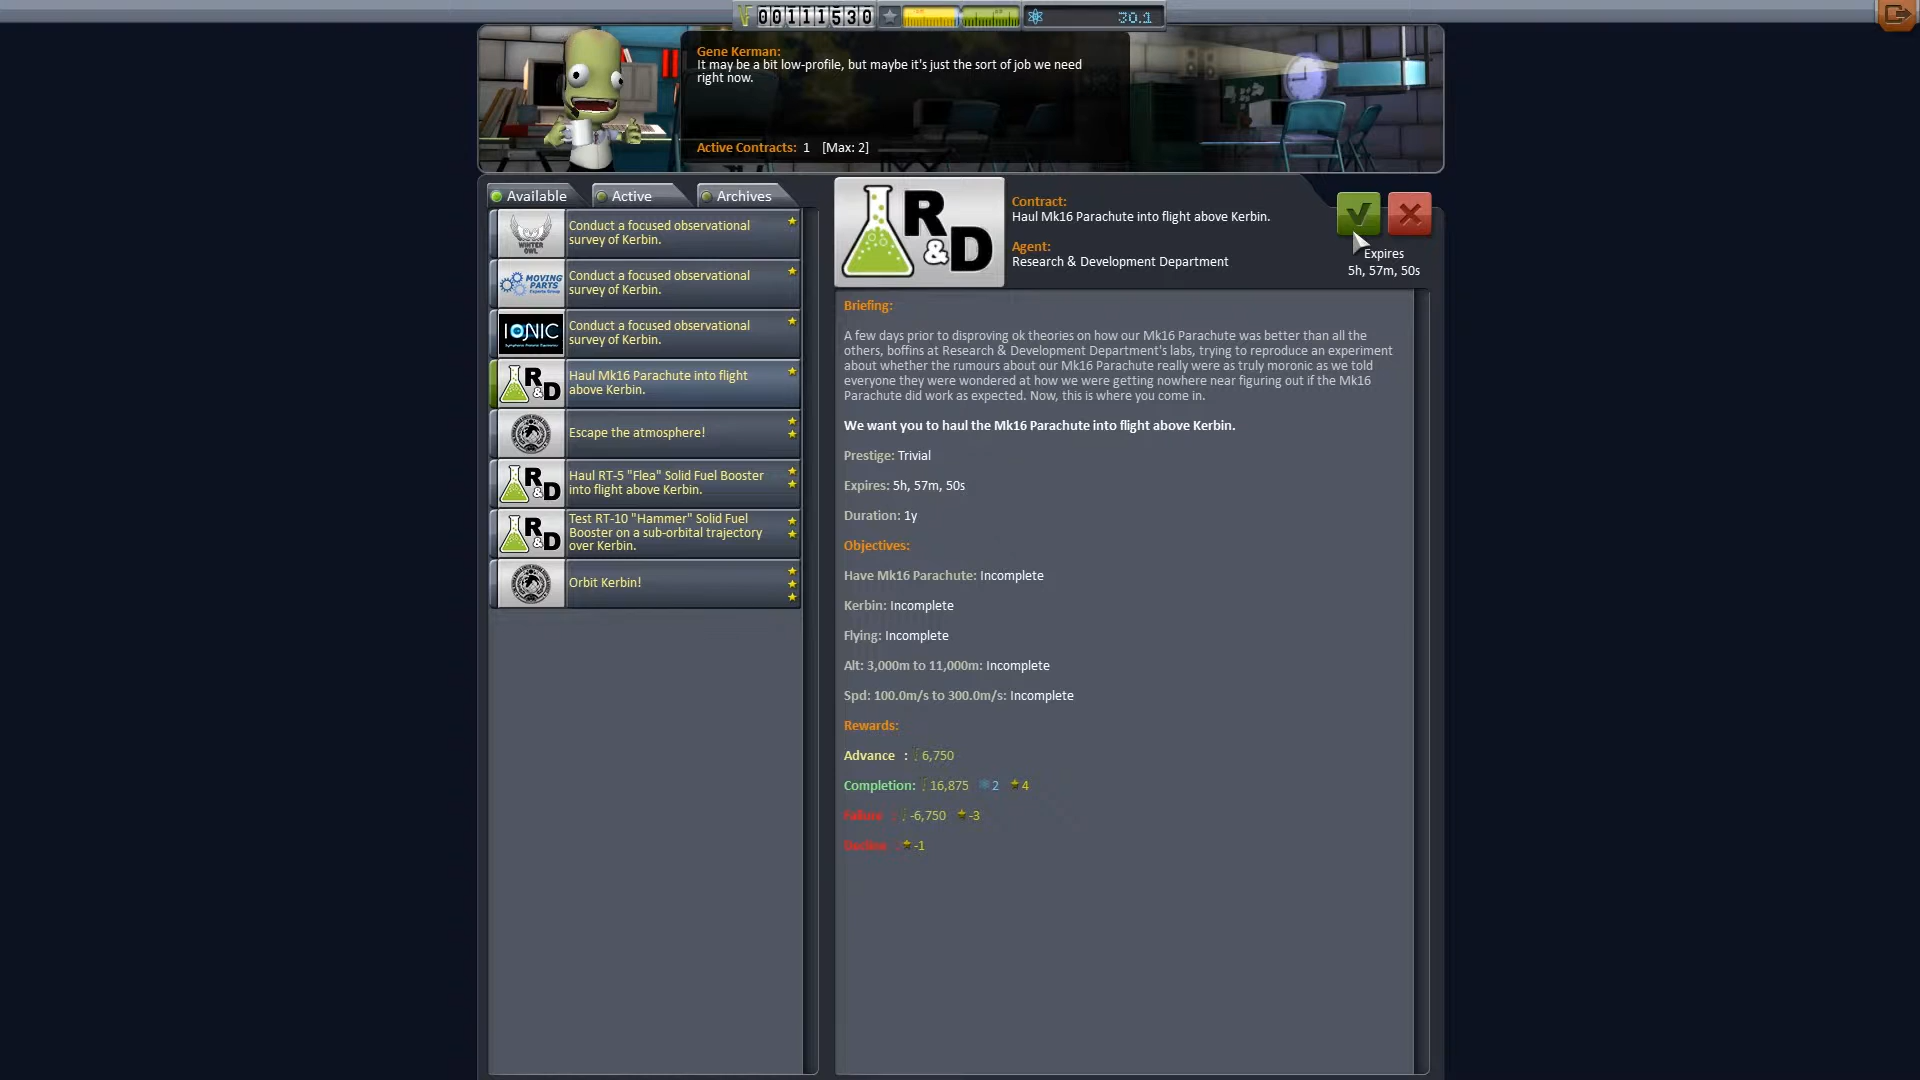 00111530
30.1
Gene Kerman:
It may be a bit low-profile, but maybe it's just the sort of job we need
right now.
Active Contracts: 1 [Max: 2]
Available
Active
Archives
WINTER
OWL
Conduct a focused observational
survey of Kerbin.
MOVING
PARTS
Experts Group
Conduct a focused observational
survey of Kerbin.
IONIC
Conduct a focused observational
survey of Kerbin.
R&D
Haul Mk16 Parachute into flight
above Kerbin.
Escape the atmosphere!
R&D
Haul RT-5 "Flea" Solid Fuel Booster
into flight above Kerbin.
R&D
Test RT-10 "Hammer" Solid Fuel
Booster on a sub-orbital trajectory
over Kerbin.
Orbit Kerbin!
R&D
Contract:
Haul Mk16 Parachute into flight above Kerbin.
Agent:
Research & Development Department
Expires
5h, 57m, 50s
Briefing:
A few days prior to disproving ok theories on how our Mk16 Parachute was better than all the
others, boffins at Research & Development Department's labs, trying to reproduce an experiment
about whether the rumours about our Mk16 Parachute really were as truly moronic as we told
everyone they were wondered at how we were getting nowhere near figuring out if the Mk16
Parachute did work as expected. Now, this is where you come in.
We want you to haul the Mk16 Parachute into flight above Kerbin.
Prestige: Trivial
Expires: 5h, 57m, 50s
Duration: 1y
Objectives:
Have Mk16 Parachute: Incomplete
Kerbin: Incomplete
Flying: Incomplete
Alt: 3,000m to 11,000m: Incomplete
Spd: 100.0m/s to 300.0m/s: Incomplete
Rewards:
Advance : 6,750
Completion: 16,875 2 4
Failure : -6,750 -3
Decline : -1